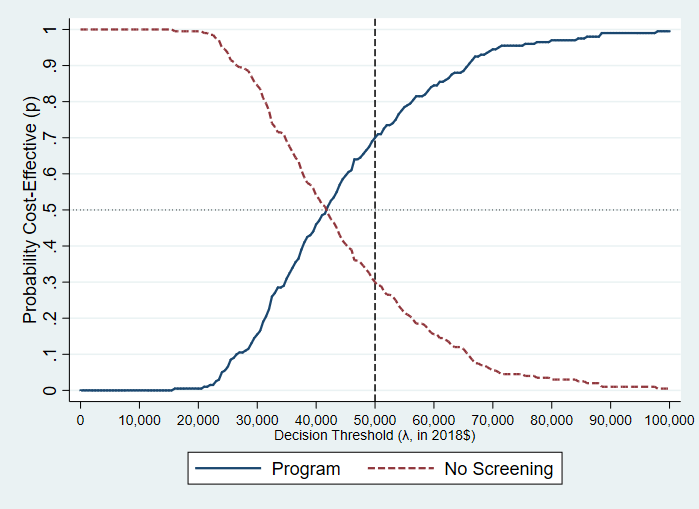 Probability Cost-Effective (p)
1
.9
.8
.7
.6
.5
.4
.3
.2
.1
0
0 10,000 20,000 30,000 40,000 50,000 60,000 70,000 80,000 90,000 100,000
Decision Threshold (λ, in 2018$)
Program No Screening